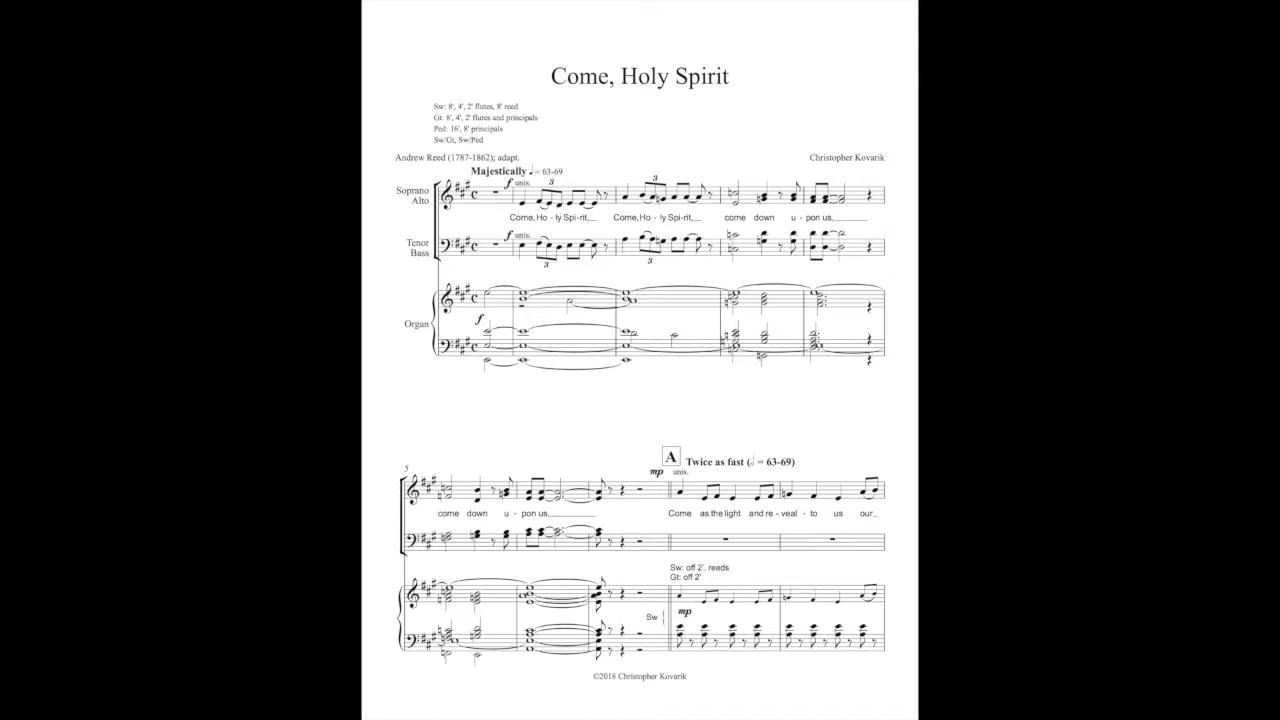 Come, Holy Spirit
Sw: 8', 4', 2' flutes, 8' reed
Gt: 8', 4', 2' flutes and principals
Ped: 16', 8' principals
Sw/Gt, Sw/Ped
Andrew Reed (1787-1862); adapt.
Christopher Kovarik
Majestically ♩ = 63-69
f unis.
3
3
Soprano
Alto
Come, Ho - ly Spi - rit, Come, Ho - ly Spi - rit, come down u - pon us,
f unis.
Tenor
Bass
3
3
Organ
f
5
A Twice as fast (𝅗𝅥 = 63-69)
mp unis.
come down u - pon us, Come as the light and re - veal - to us our
Sw: off 2'. reeds
Gt: off 2'
mp
Sw
©2018 Christopher Kovarik